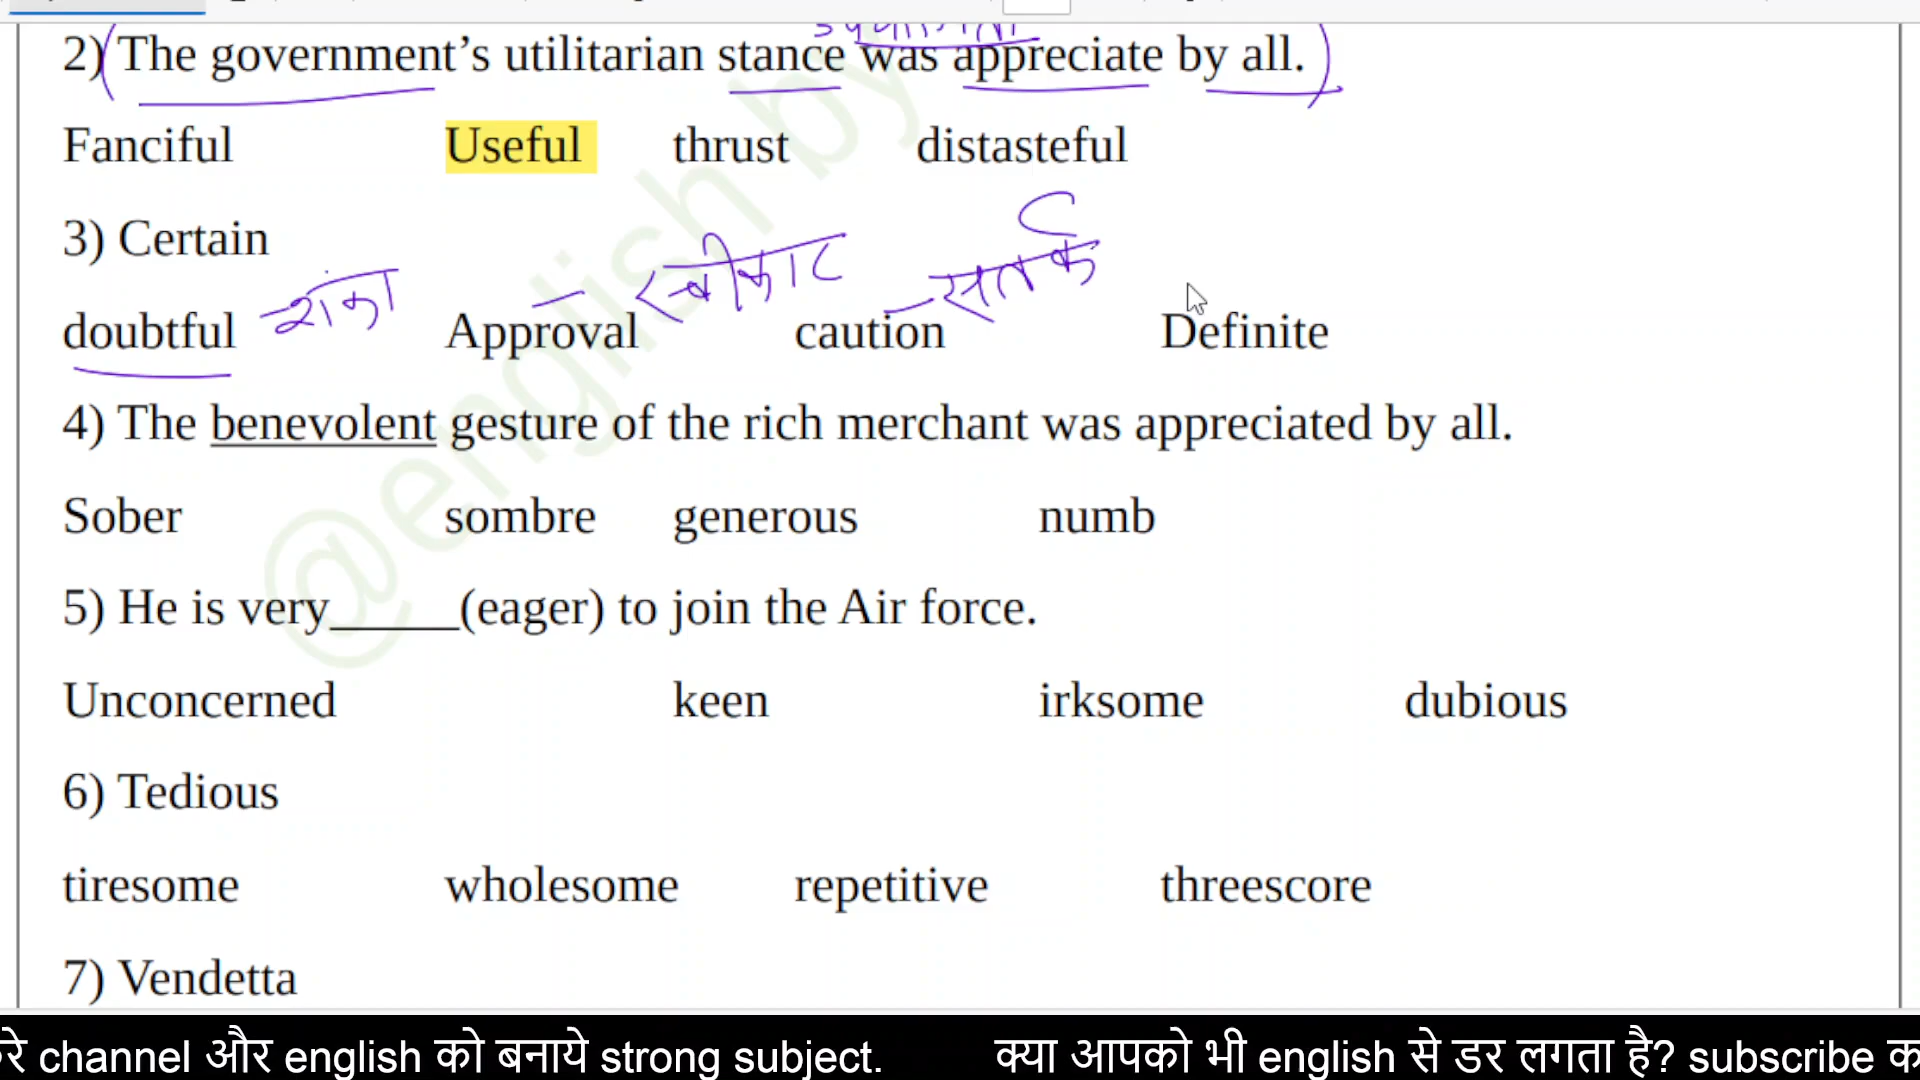 2) The government’s utilitarian stance was appreciate by all.
Fanciful Useful thrust distasteful
3) Certain
शंका - स्वीकार - सतर्क
doubtful Approval caution Definite
4) The benevolent gesture of the rich merchant was appreciated by all.
Sober sombre generous numb
5) He is very_____(eager) to join the Air force.
Unconcerned keen irksome dubious
6) Tedious
tiresome wholesome repetitive threescore
7) Vendetta
@english by
रे channel और english को बनाये strong subject. क्या आपको भी english से डर लगता है? subscribe क